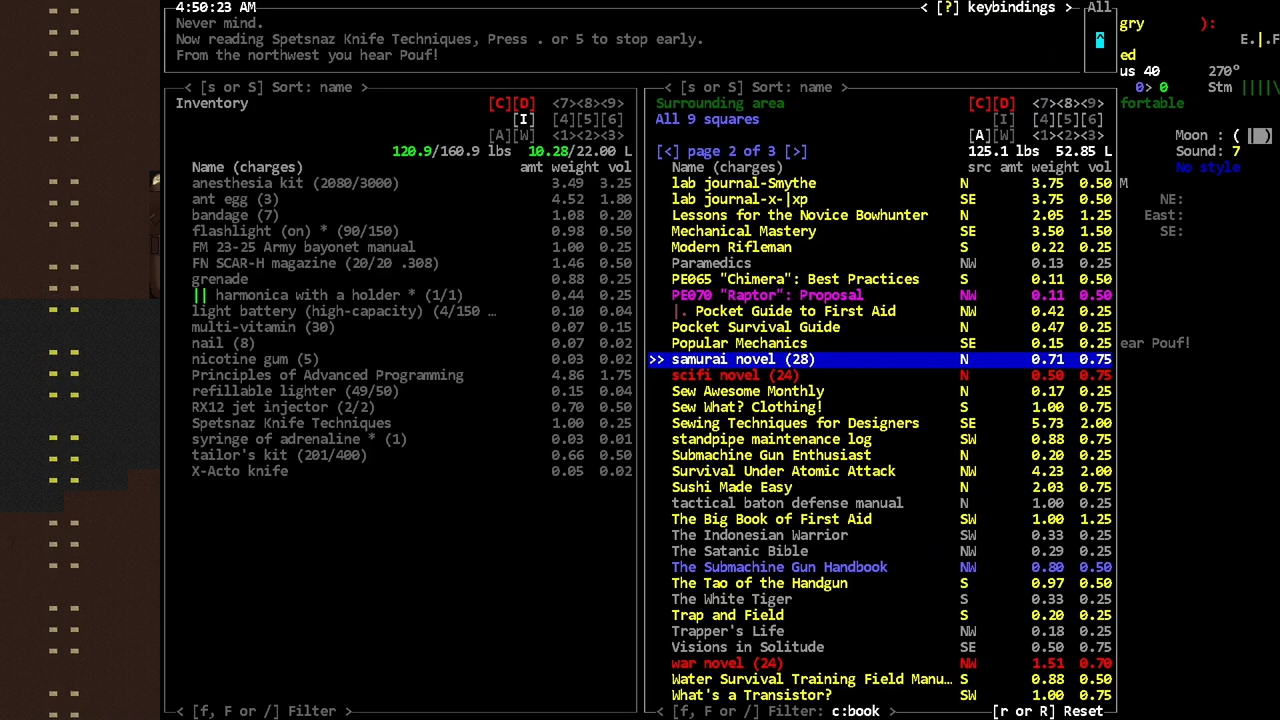 4:50:23 AM < [?] keybindings > All
Never mind. gry ):
Now reading Spetsnaz Knife Techniques, Press . or 5 to stop early. E.|.F
From the northwest you hear Pouf! ed
us 40 270°
0> 0 Stm ||||\
< [s or S] Sort: name > < [s or S] Sort: name >
Inventory [C][D] <7><8><9> Surrounding area [C][D] <7><8><9> fortable
[I] [4][5][6] All 9 squares [I] [4][5][6]
[A][W] <1><2><3> [A][W] <1><2><3> Moon : ( | )
120.9/160.9 lbs 10.28/22.00 L [<] page 2 of 3 [>] 125.1 lbs 52.85 L Sound: 7
Name (charges) amt weight vol Name (charges) src amt weight vol No style
anesthesia kit (2080/3000) 3.49 3.25 lab journal-Smythe N 3.75 0.50 M
ant egg (3) 4.52 1.80 lab journal-x-|xp SE 3.75 0.50 NE:
bandage (7) 1.08 0.20 Lessons for the Novice Bowhunter N 2.05 1.25 East:
flashlight (on) * (90/150) 0.98 0.50 Mechanical Mastery SE 3.50 1.50 SE:
FM 23-25 Army bayonet manual 1.00 0.25 Modern Rifleman S 0.22 0.25
FN SCAR-H magazine (20/20 .308) 1.46 0.50 Paramedics NW 0.13 0.25
grenade 0.88 0.25 PE065 "Chimera": Best Practices S 0.11 0.50
|| harmonica with a holder * (1/1) 0.44 0.25 PE070 "Raptor": Proposal NW 0.11 0.50
light battery (high-capacity) (4/150 … 0.10 0.04 |. Pocket Guide to First Aid NW 0.42 0.25
multi-vitamin (30) 0.07 0.15 Pocket Survival Guide N 0.47 0.25
nail (8) 0.07 0.02 Popular Mechanics SE 0.15 0.25 ear Pouf!
nicotine gum (5) 0.03 0.02 >> samurai novel (28) N 0.71 0.75
Principles of Advanced Programming 4.86 1.75 scifi novel (24) N 0.50 0.75
refillable lighter (49/50) 0.15 0.04 Sew Awesome Monthly N 0.17 0.25
RX12 jet injector (2/2) 0.70 0.50 Sew What? Clothing! S 1.00 0.75
Spetsnaz Knife Techniques 1.00 0.25 Sewing Techniques for Designers SE 5.73 2.00
syringe of adrenaline * (1) 0.03 0.01 standpipe maintenance log SW 0.88 0.75
tailor's kit (201/400) 0.66 0.50 Submachine Gun Enthusiast N 0.20 0.25
X-Acto knife 0.05 0.02 Survival Under Atomic Attack NW 4.23 2.00
Sushi Made Easy N 2.03 0.75
tactical baton defense manual N 1.00 0.25
The Big Book of First Aid SW 1.00 1.25
The Indonesian Warrior SW 0.33 0.25
The Satanic Bible NW 0.29 0.25
The Submachine Gun Handbook NW 0.80 0.50
The Tao of the Handgun S 0.97 0.50
The White Tiger S 0.33 0.25
Trap and Field S 0.20 0.25
Trapper's Life NW 0.18 0.25
Visions in Solitude SE 0.50 0.75
war novel (24) NW 1.51 0.70
Water Survival Training Field Manu… S 0.88 0.50
What's a Transistor? SW 1.00 0.75
< [f, F or /] Filter > < [f, F or /] Filter: c:book > [r or R] Reset